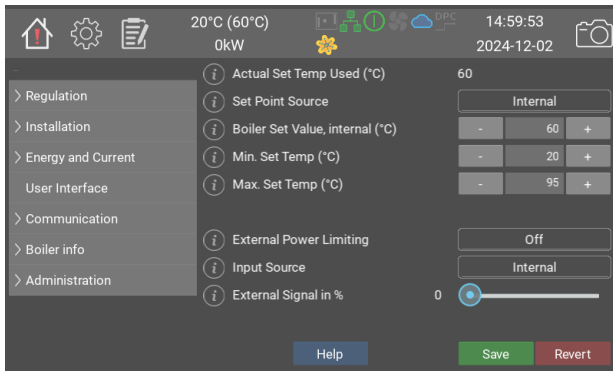 20°C (60°C)
0kW
DPC
14:59:53
2024-12-02
Actual Set Temp Used (°C) 60
Regulation
Set Point Source Internal
Installation
Boiler Set Value, internal (°C) - 60 +
Energy and Current
Min. Set Temp (°C) - 20 +
User Interface
Max. Set Temp (°C) - 95 +
Communication
Boiler info
External Power Limiting Off
Administration
Input Source Internal
External Signal in % 0
Help
Save
Revert